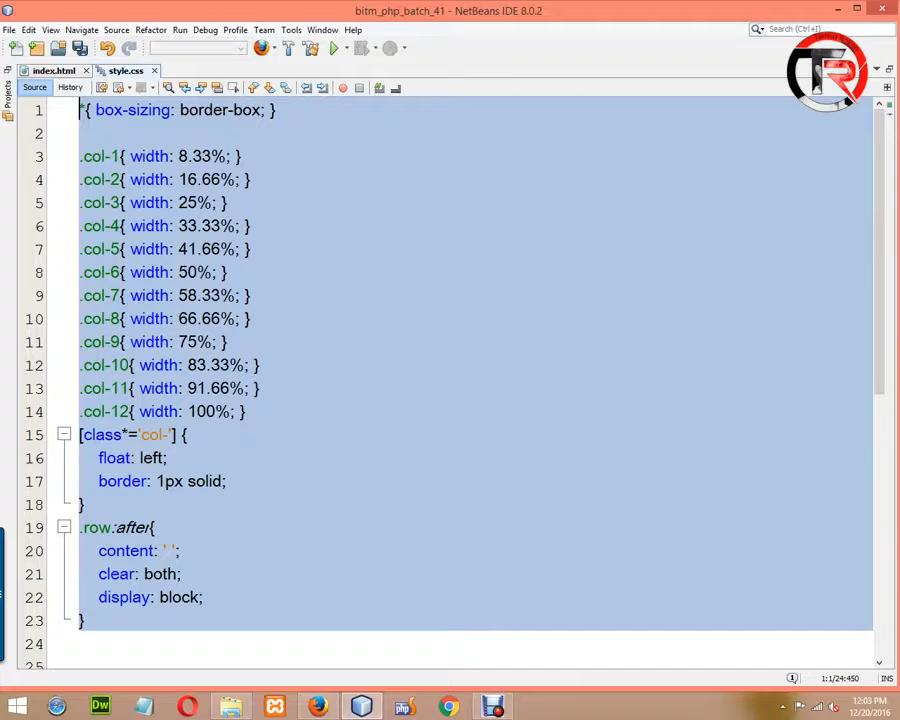 bitm_php_batch_41 - NetBeans IDE 8.0.2
File Edit View Navigate Source Refactor Run Debug Profile Team Tools Window Help
Search (Ctrl+I)
index.html style.css
Source History
Projects
1 *{ box-sizing: border-box; }
2
3 .col-1{ width: 8.33%; }
4 .col-2{ width: 16.66%; }
5 .col-3{ width: 25%; }
6 .col-4{ width: 33.33%; }
7 .col-5{ width: 41.66%; }
8 .col-6{ width: 50%; }
9 .col-7{ width: 58.33%; }
10 .col-8{ width: 66.66%; }
11 .col-9{ width: 75%; }
12 .col-10{ width: 83.33%; }
13 .col-11{ width: 91.66%; }
14 .col-12{ width: 100%; }
15 [class*='col-'] {
16 float: left;
17 border: 1px solid;
18 }
19 .row:after{
20 content: ' ';
21 clear: both;
22 display: block;
23 }
24
25
1:1/24:450 INS
Dw php
12:03 PM
12/20/2016